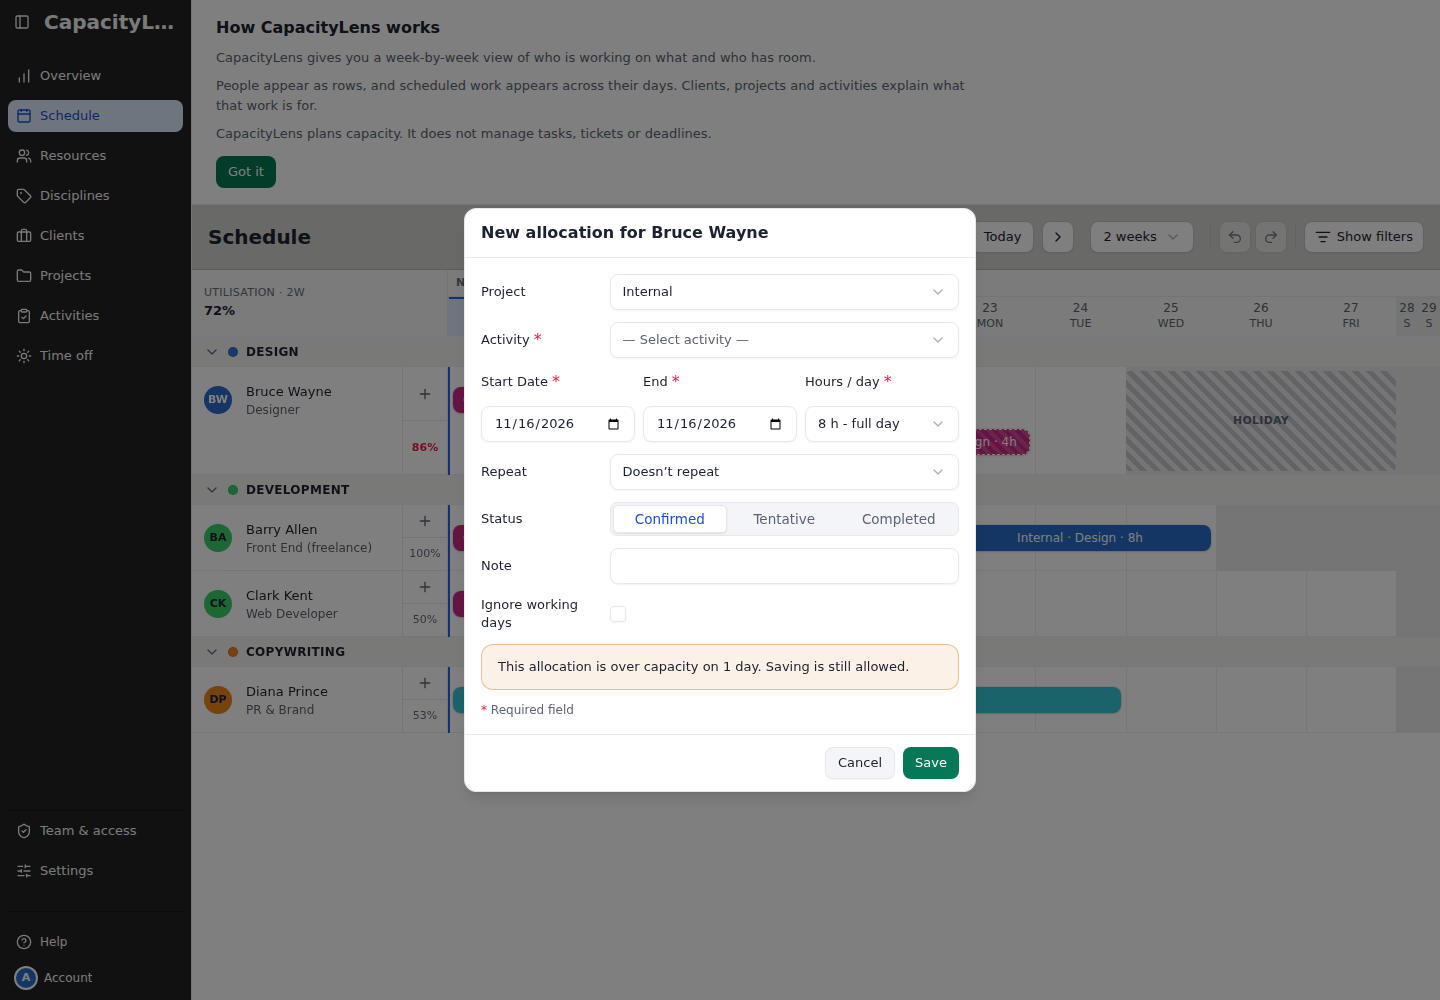 CapacityL…
Overview
Schedule
Resources
Disciplines
Clients
Projects
Activities
Time off
Team & access
Settings
Help
A
Account
How CapacityLens works
CapacityLens gives you a week-by-week view of who is working on what and who has room.
People appear as rows, and scheduled work appears across their days. Clients, projects and activities explain what
that work is for.
CapacityLens plans capacity. It does not manage tasks, tickets or deadlines.
Got it
Schedule
Today
2 weeks
Show filters
UTILISATION · 2W
72%
23
MON
24
TUE
25
WED
26
THU
27
FRI
28
S
29
S
DESIGN
BW
Bruce Wayne
Designer
86%
HOLIDAY
gn · 4h
DEVELOPMENT
BA
Barry Allen
Front End (freelance)
100%
Internal · Design · 8h
CK
Clark Kent
Web Developer
50%
COPYWRITING
DP
Diana Prince
PR & Brand
53%
New allocation for Bruce Wayne
Project
Internal
Activity *
— Select activity —
Start Date *
End *
Hours / day *
11/16/2026
11/16/2026
8 h - full day
Repeat
Doesn’t repeat
Status
Confirmed
Tentative
Completed
Note
Ignore working
days
This allocation is over capacity on 1 day. Saving is still allowed.
* Required field
Cancel
Save